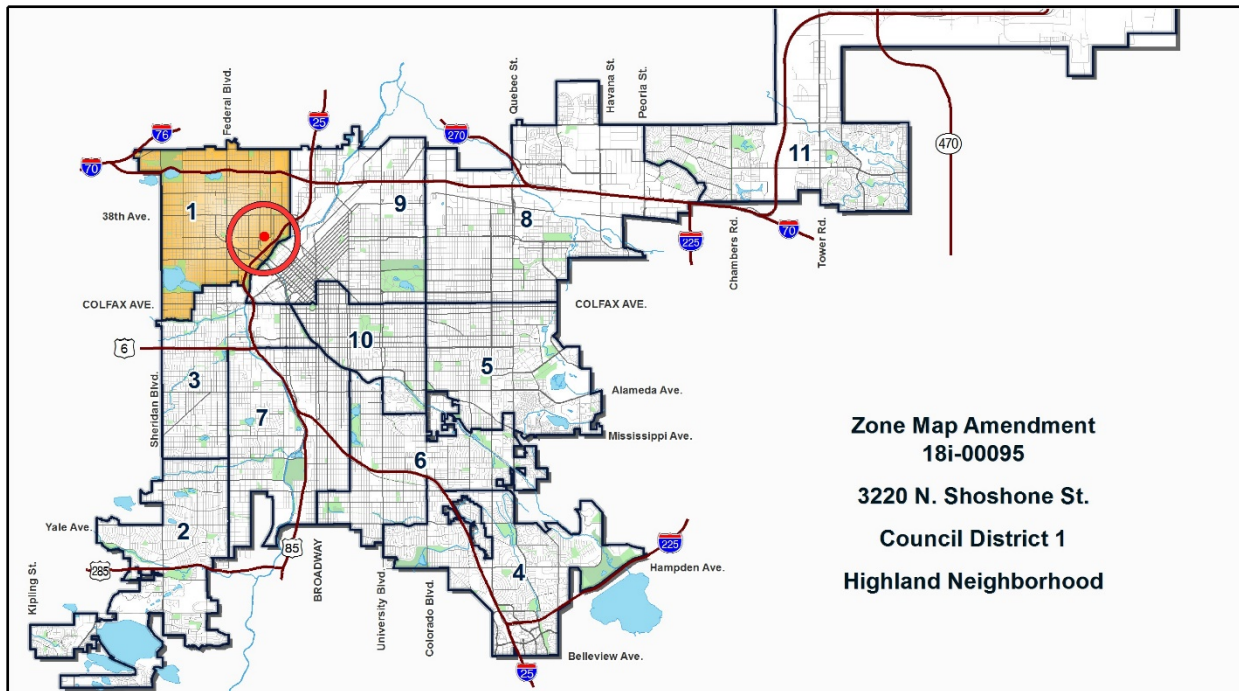 Federal Blvd.
Quebec St.
Havana St.
Peoria St.
76
25
270
70
11
470
1
38th Ave.
9
8
225
Chambers Rd.
70
Tower Rd.
COLFAX AVE.
COLFAX AVE.
10
6
Sheridan Blvd.
3
5
7
Alameda Ave.
Mississippi Ave.
6
Zone Map Amendment
18i-00095
3220 N. Shoshone St.
Council District 1
Highland Neighborhood
Yale Ave.
2
85
285
BROADWAY
University Blvd
Colorado Blvd.
4
225
Hampden Ave.
Kipling St.
Belleview Ave.
25